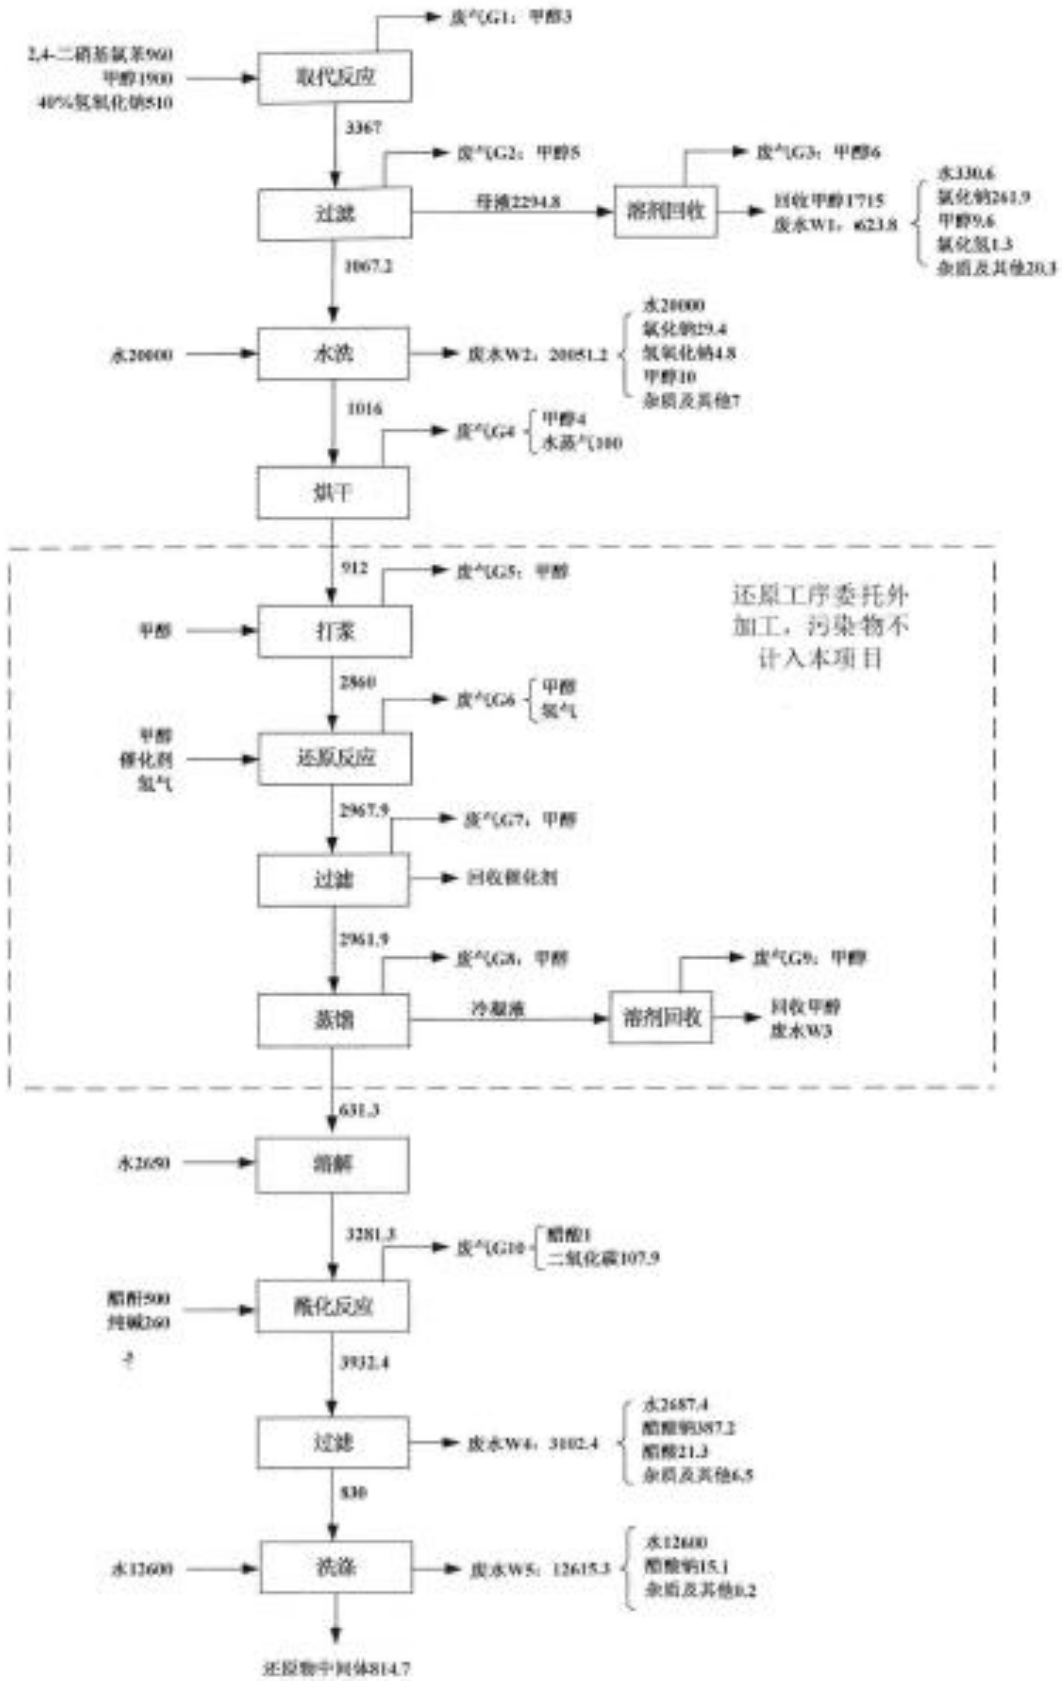 废气G1：甲醇3
2,4-二硝基氯苯960
甲醇1900
40%氢氧化钠510
取代反应
3367
废气G2：甲醇5
废气G3：甲醇6
过滤
母液2294.8
溶剂回收
回收甲醇1715
废水W1：623.8
水330.6
氯化钠261.9
甲醇9.6
氯化氢1.3
杂质及其他20.3
1067.2
水20000
水洗
废水W2：20051.2
水20000
氯化钠29.4
氢氧化钠4.8
甲醇10
杂质及其他7
1016
废气G4
甲醇4
水蒸气100
烘干
912
废气G5：甲醇
还原工序委托外
加工，污染物不
计入本项目
甲醇
打浆
2860
废气G6
甲醇
氢气
甲醇
催化剂
氢气
还原反应
2967.9
废气G7：甲醇
过滤
回收催化剂
2961.9
废气G8：甲醇
废气G9：甲醇
蒸馏
冷凝液
溶剂回收
回收甲醇
废水W3
631.3
水2650
溶解
3281.3
废气G10
醋酸1
二氧化碳107.9
醋酐500
纯碱260
酰化反应
3932.4
过滤
废水W4：3102.4
水2687.4
醋酸钠387.2
醋酸21.3
杂质及其他6.5
830
水12600
洗涤
废水W5：12615.3
水12600
醋酸钠15.1
杂质及其他0.2
还原物中间体814.7